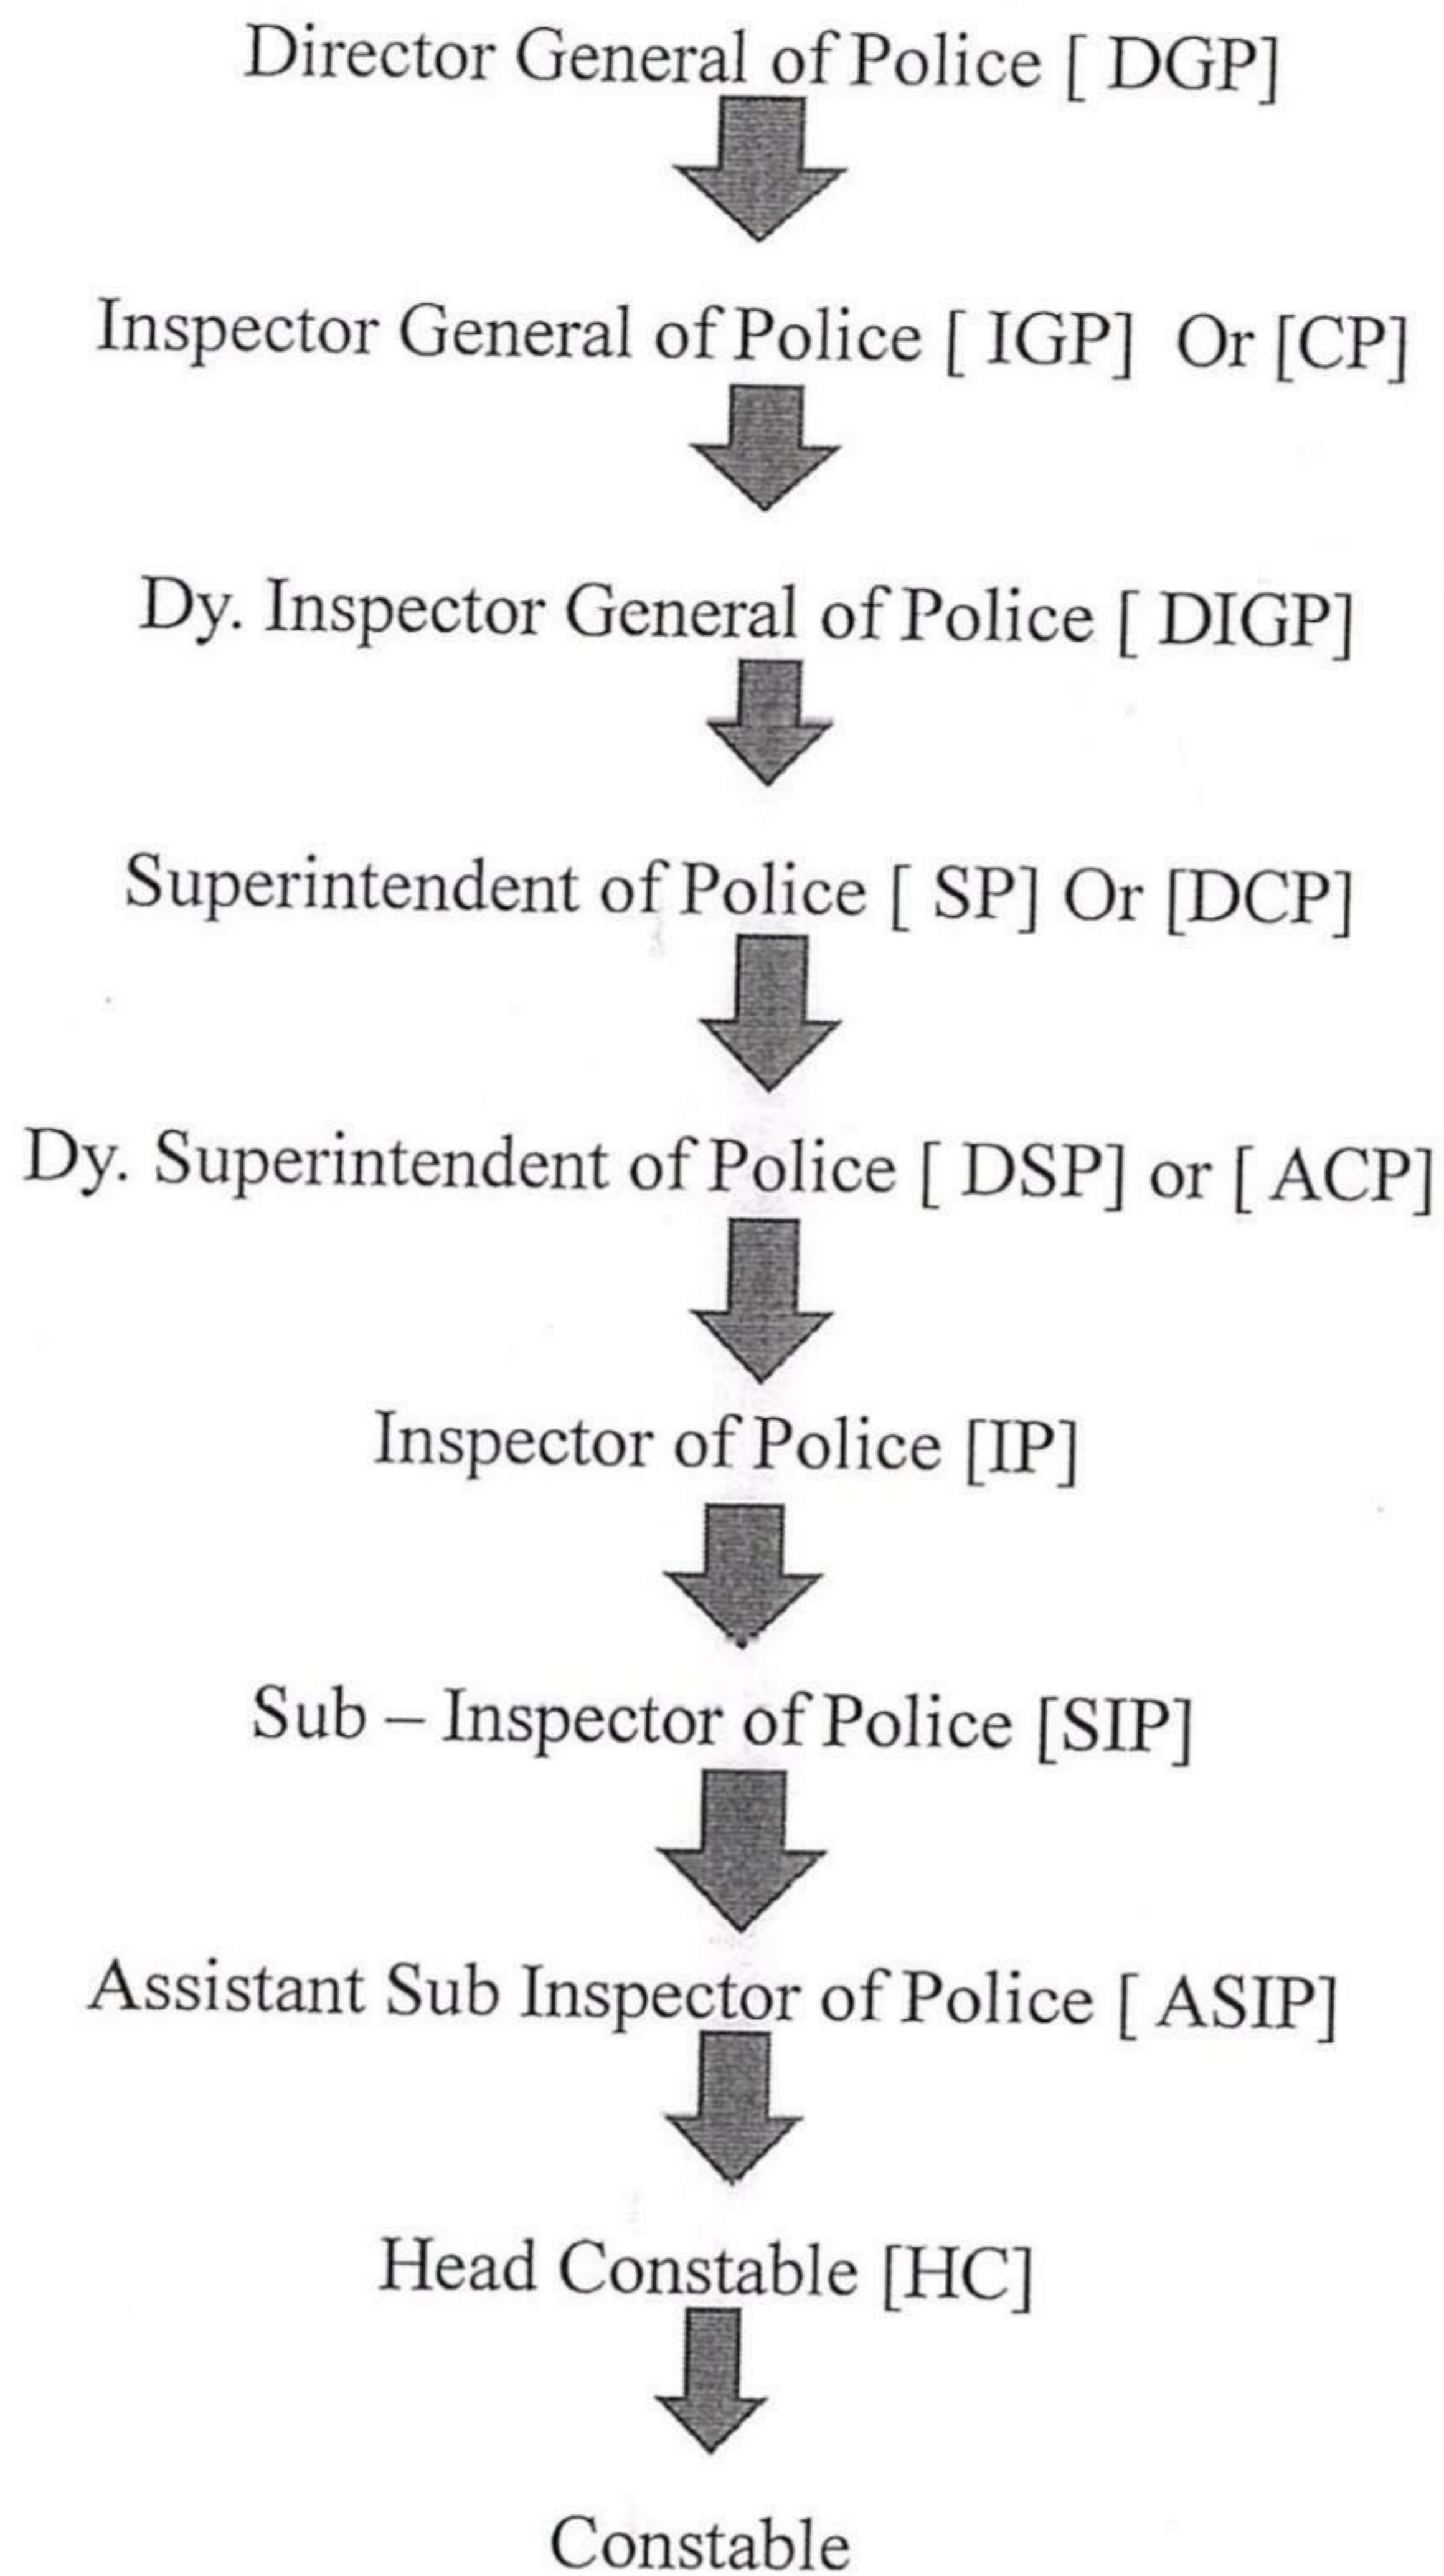 Director General of Police [ DGP]
Inspector General of Police [ IGP] Or [CP]
Dy. Inspector General of Police [ DIGP]
Superintendent of Police [ SP] Or [DCP]
Dy. Superintendent of Police [ DSP] or [ ACP]
Inspector of Police [IP]
Sub – Inspector of Police [SIP]
Assistant Sub Inspector of Police [ ASIP]
Head Constable [HC]
Constable